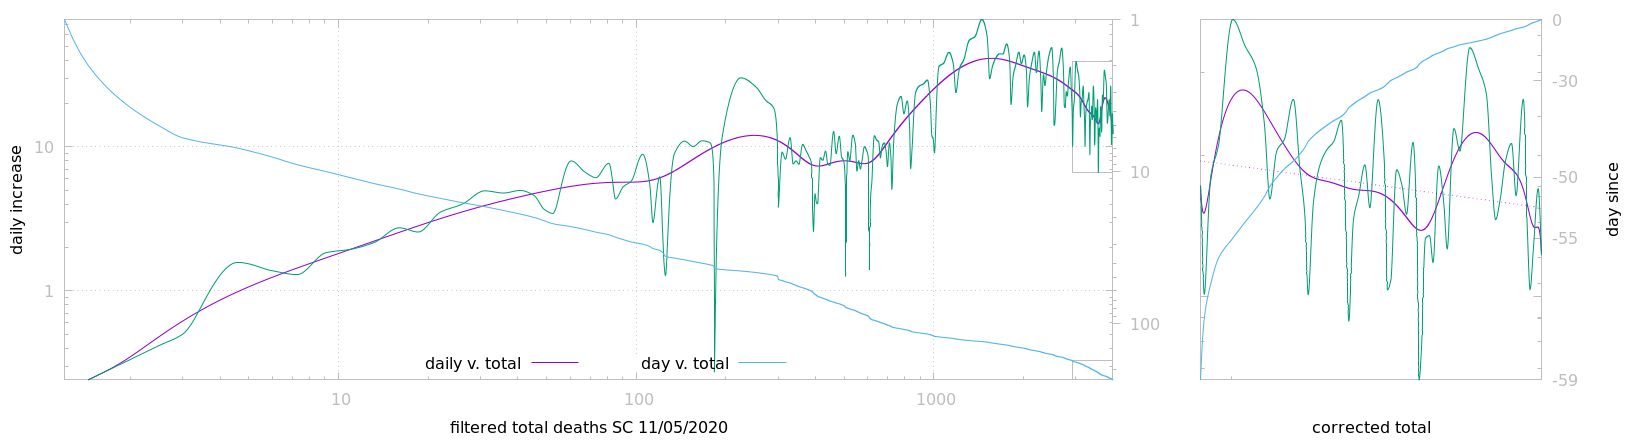 daily increase
10
1
daily v. total
day v. total
10
100
1000
filtered total deaths SC 11/05/2020
1
10
100
0
-30
-50
-55
-59
day since
corrected total